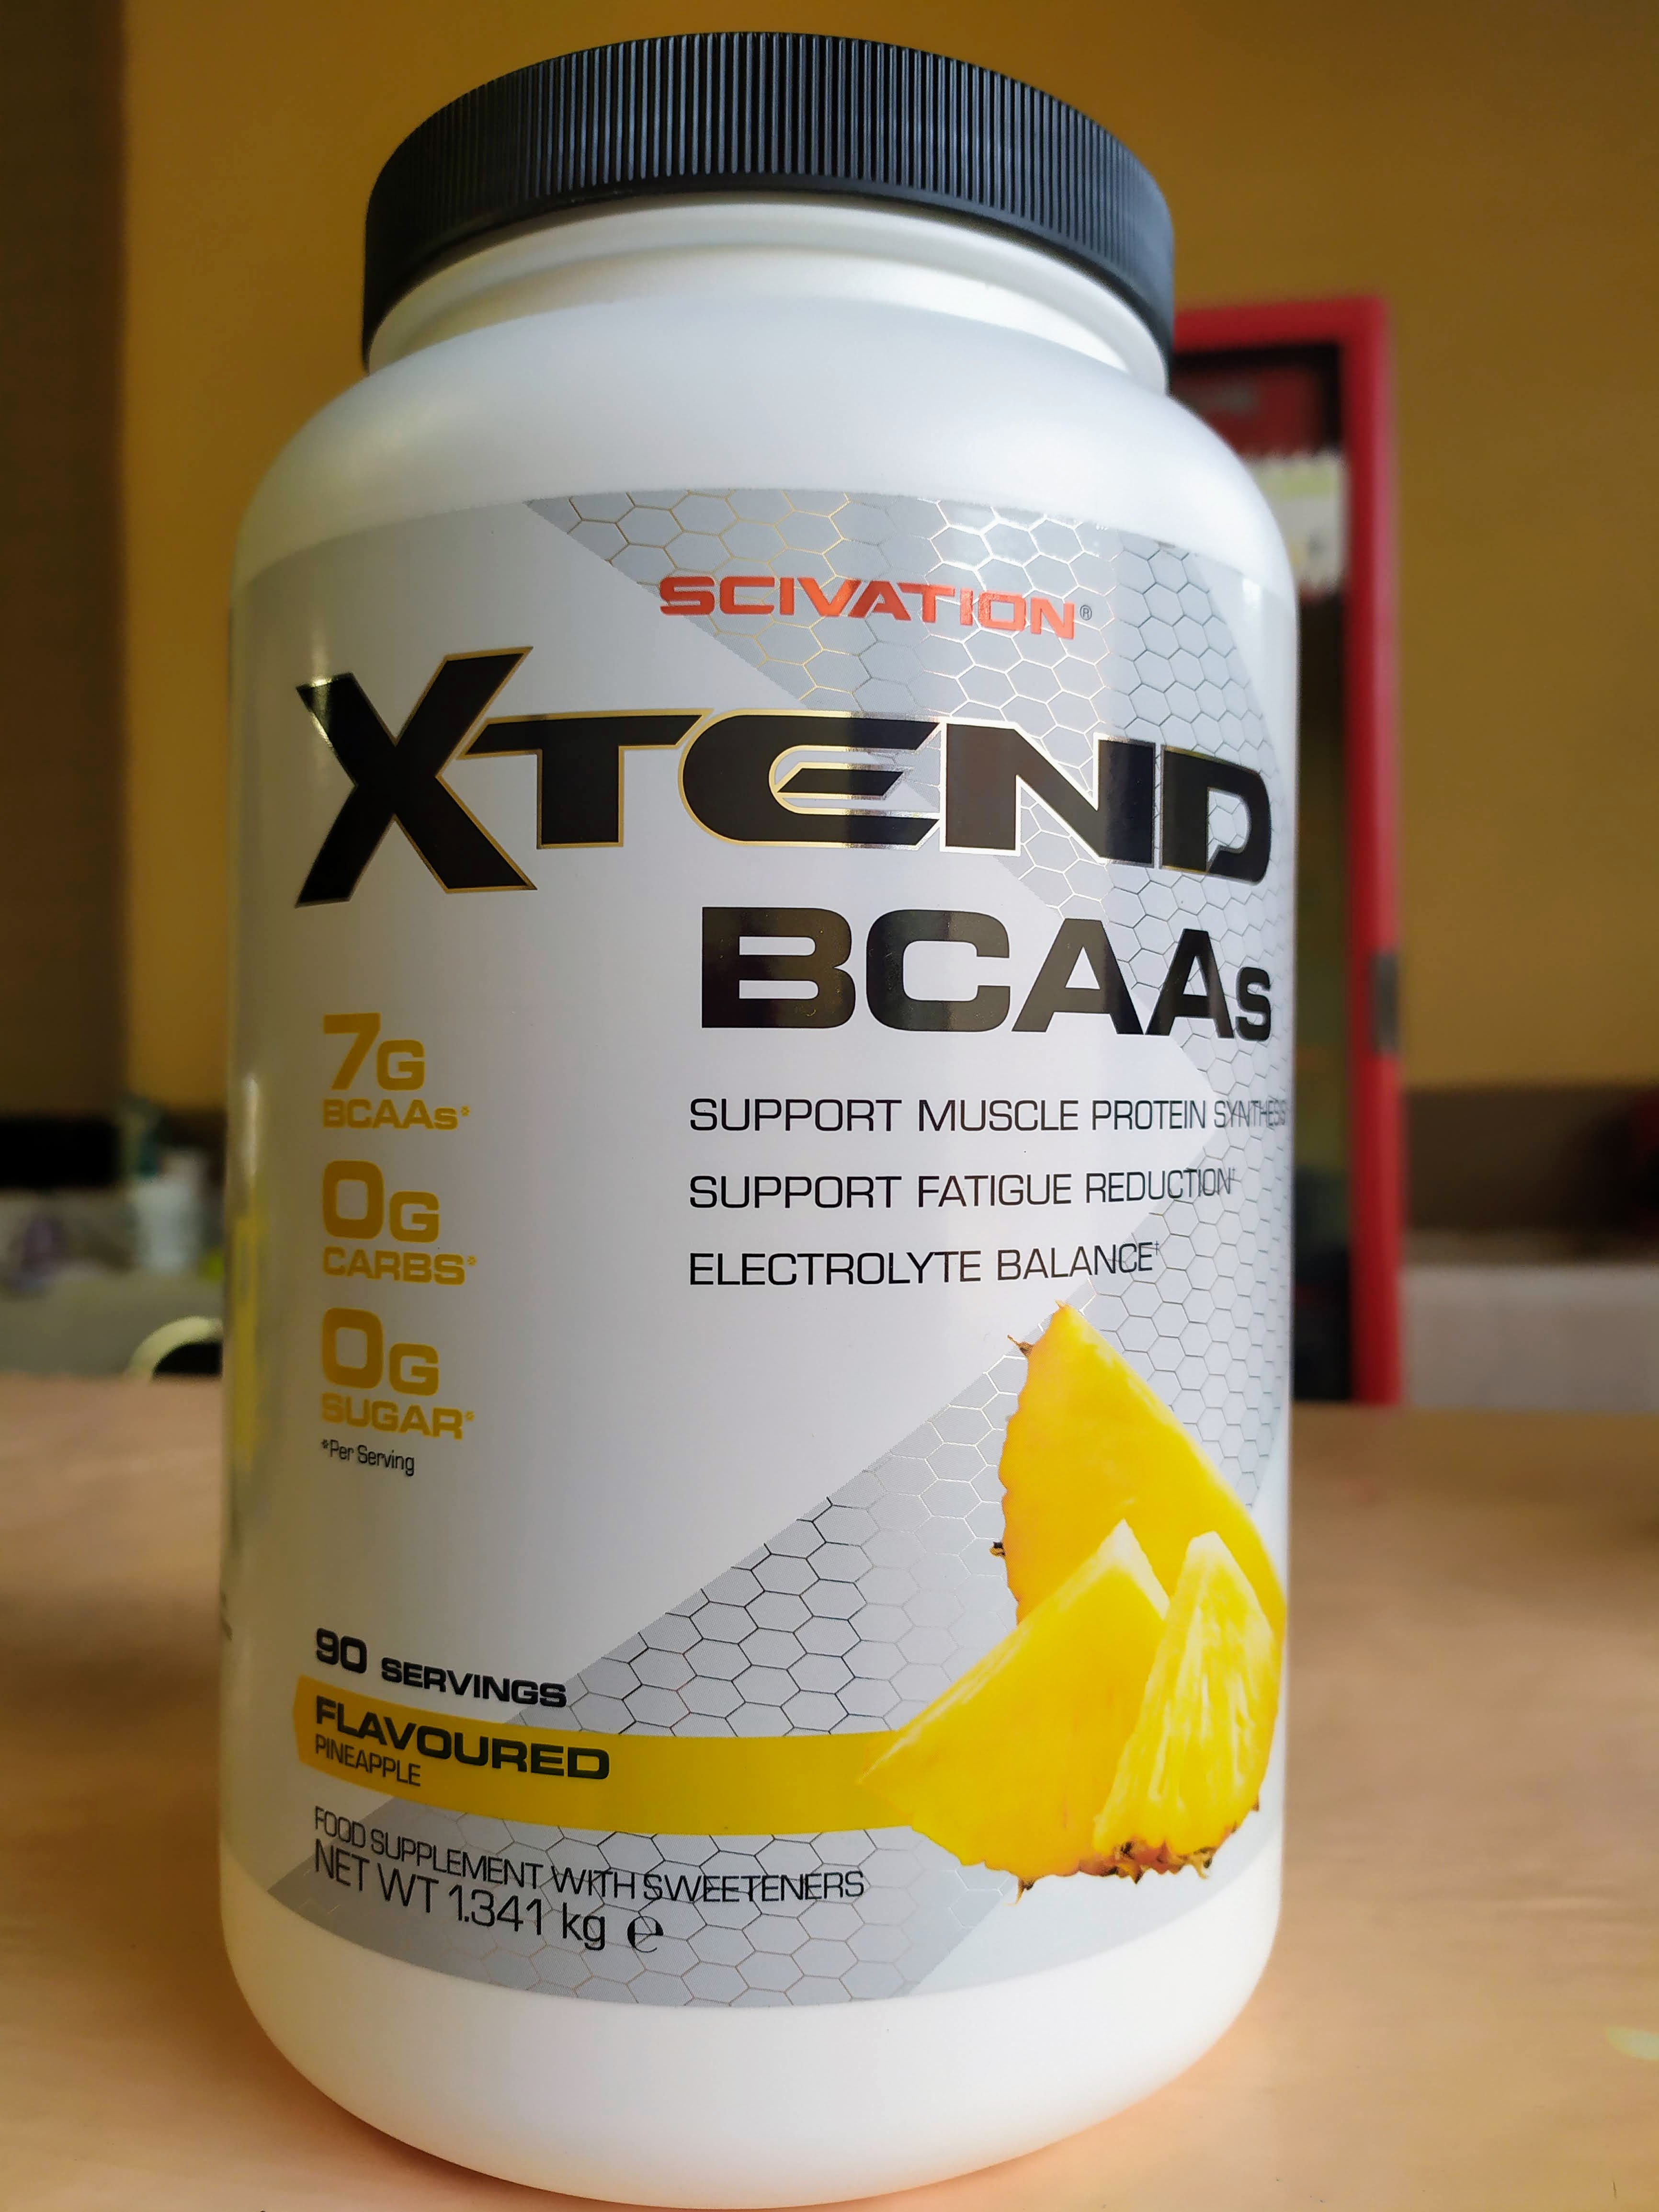 SCIVATION®
XTEND
BCAAs
7G
BCAAs*
0G
CARBS*
0G
SUGAR*
*Per Serving
SUPPORT MUSCLE PROTEIN SYNTHESIS
SUPPORT FATIGUE REDUCTION†
ELECTROLYTE BALANCE†
90 SERVINGS
FLAVOURED
PINEAPPLE
FOOD SUPPLEMENT WITH SWEETENERS
NET WT 1.341 kg ℮